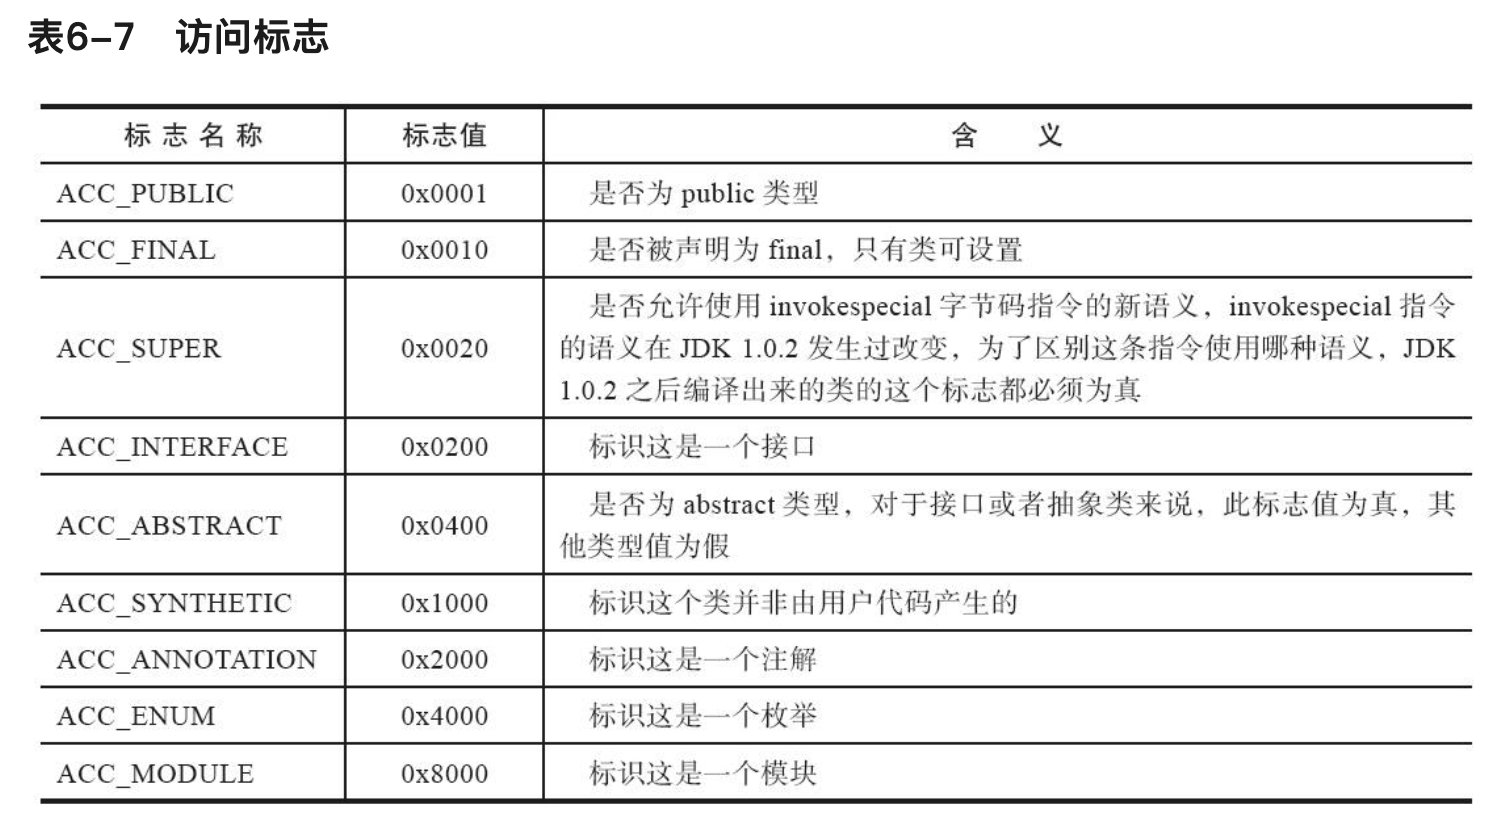 表6-7 访问标志
标志名称 标志值 含 义
ACC_PUBLIC 0x0001 是否为 public 类型
ACC_FINAL 0x0010 是否被声明为 final，只有类可设置
是否允许使用 invokespecial 字节码指令的新语义，invokespecial 指令
ACC_SUPER 0x0020 的语义在 JDK 1.0.2 发生过改变，为了区别这条指令使用哪种语义，JDK
1.0.2 之后编译出来的类的这个标志都必须为真
ACC_INTERFACE 0x0200 标识这是一个接口
ACC_ABSTRACT 0x0400 是否为 abstract 类型，对于接口或者抽象类来说，此标志值为真，其
他类型值为假
ACC_SYNTHETIC 0x1000 标识这个类并非由用户代码产生的
ACC_ANNOTATION 0x2000 标识这是一个注解
ACC_ENUM 0x4000 标识这是一个枚举
ACC_MODULE 0x8000 标识这是一个模块